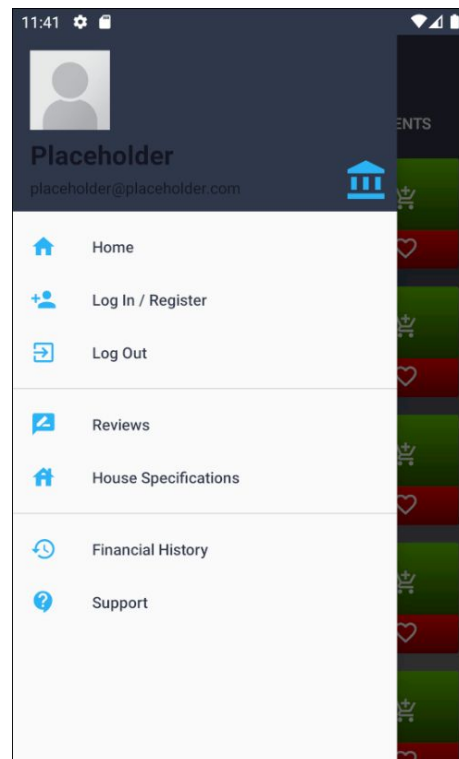 11:41
ENTS
Placeholder
placeholder@placeholder.com
Home
Log In / Register
Log Out
Reviews
House Specifications
Financial History
Support